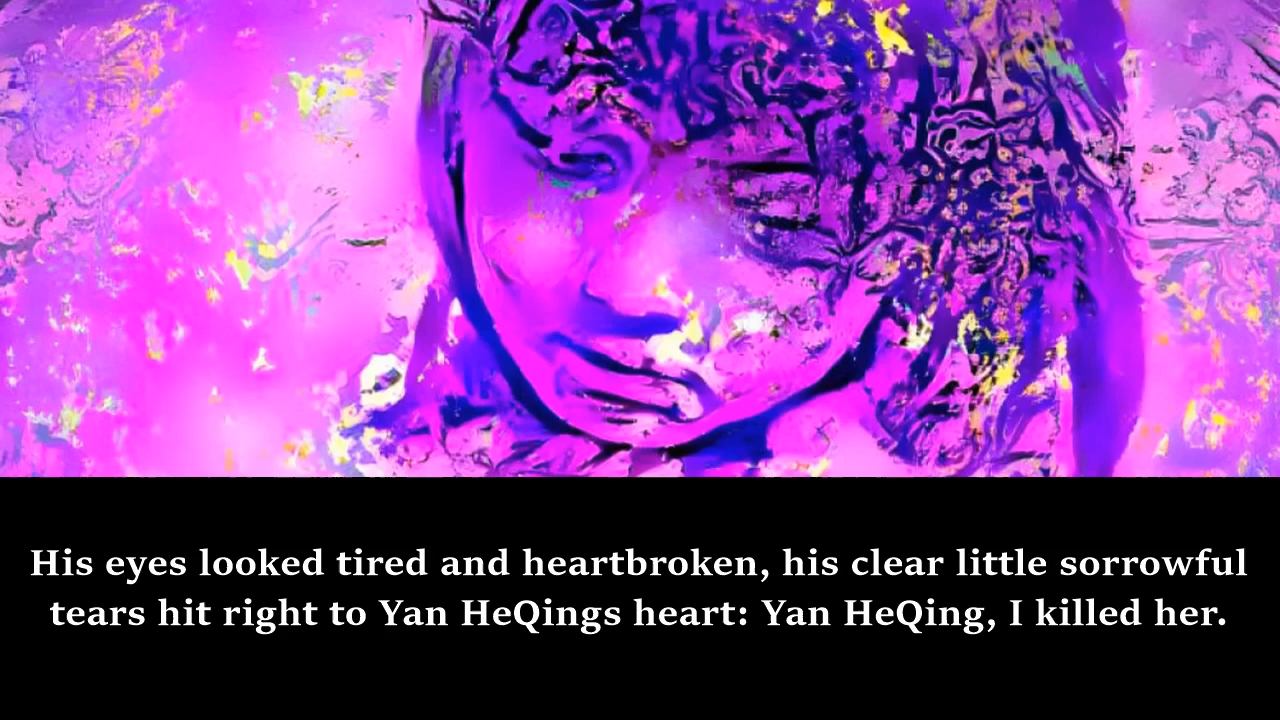 His eyes looked tired and heartbroken, his clear little sorrowful
tears hit right to Yan HeQings heart: Yan HeQing, I killed her.